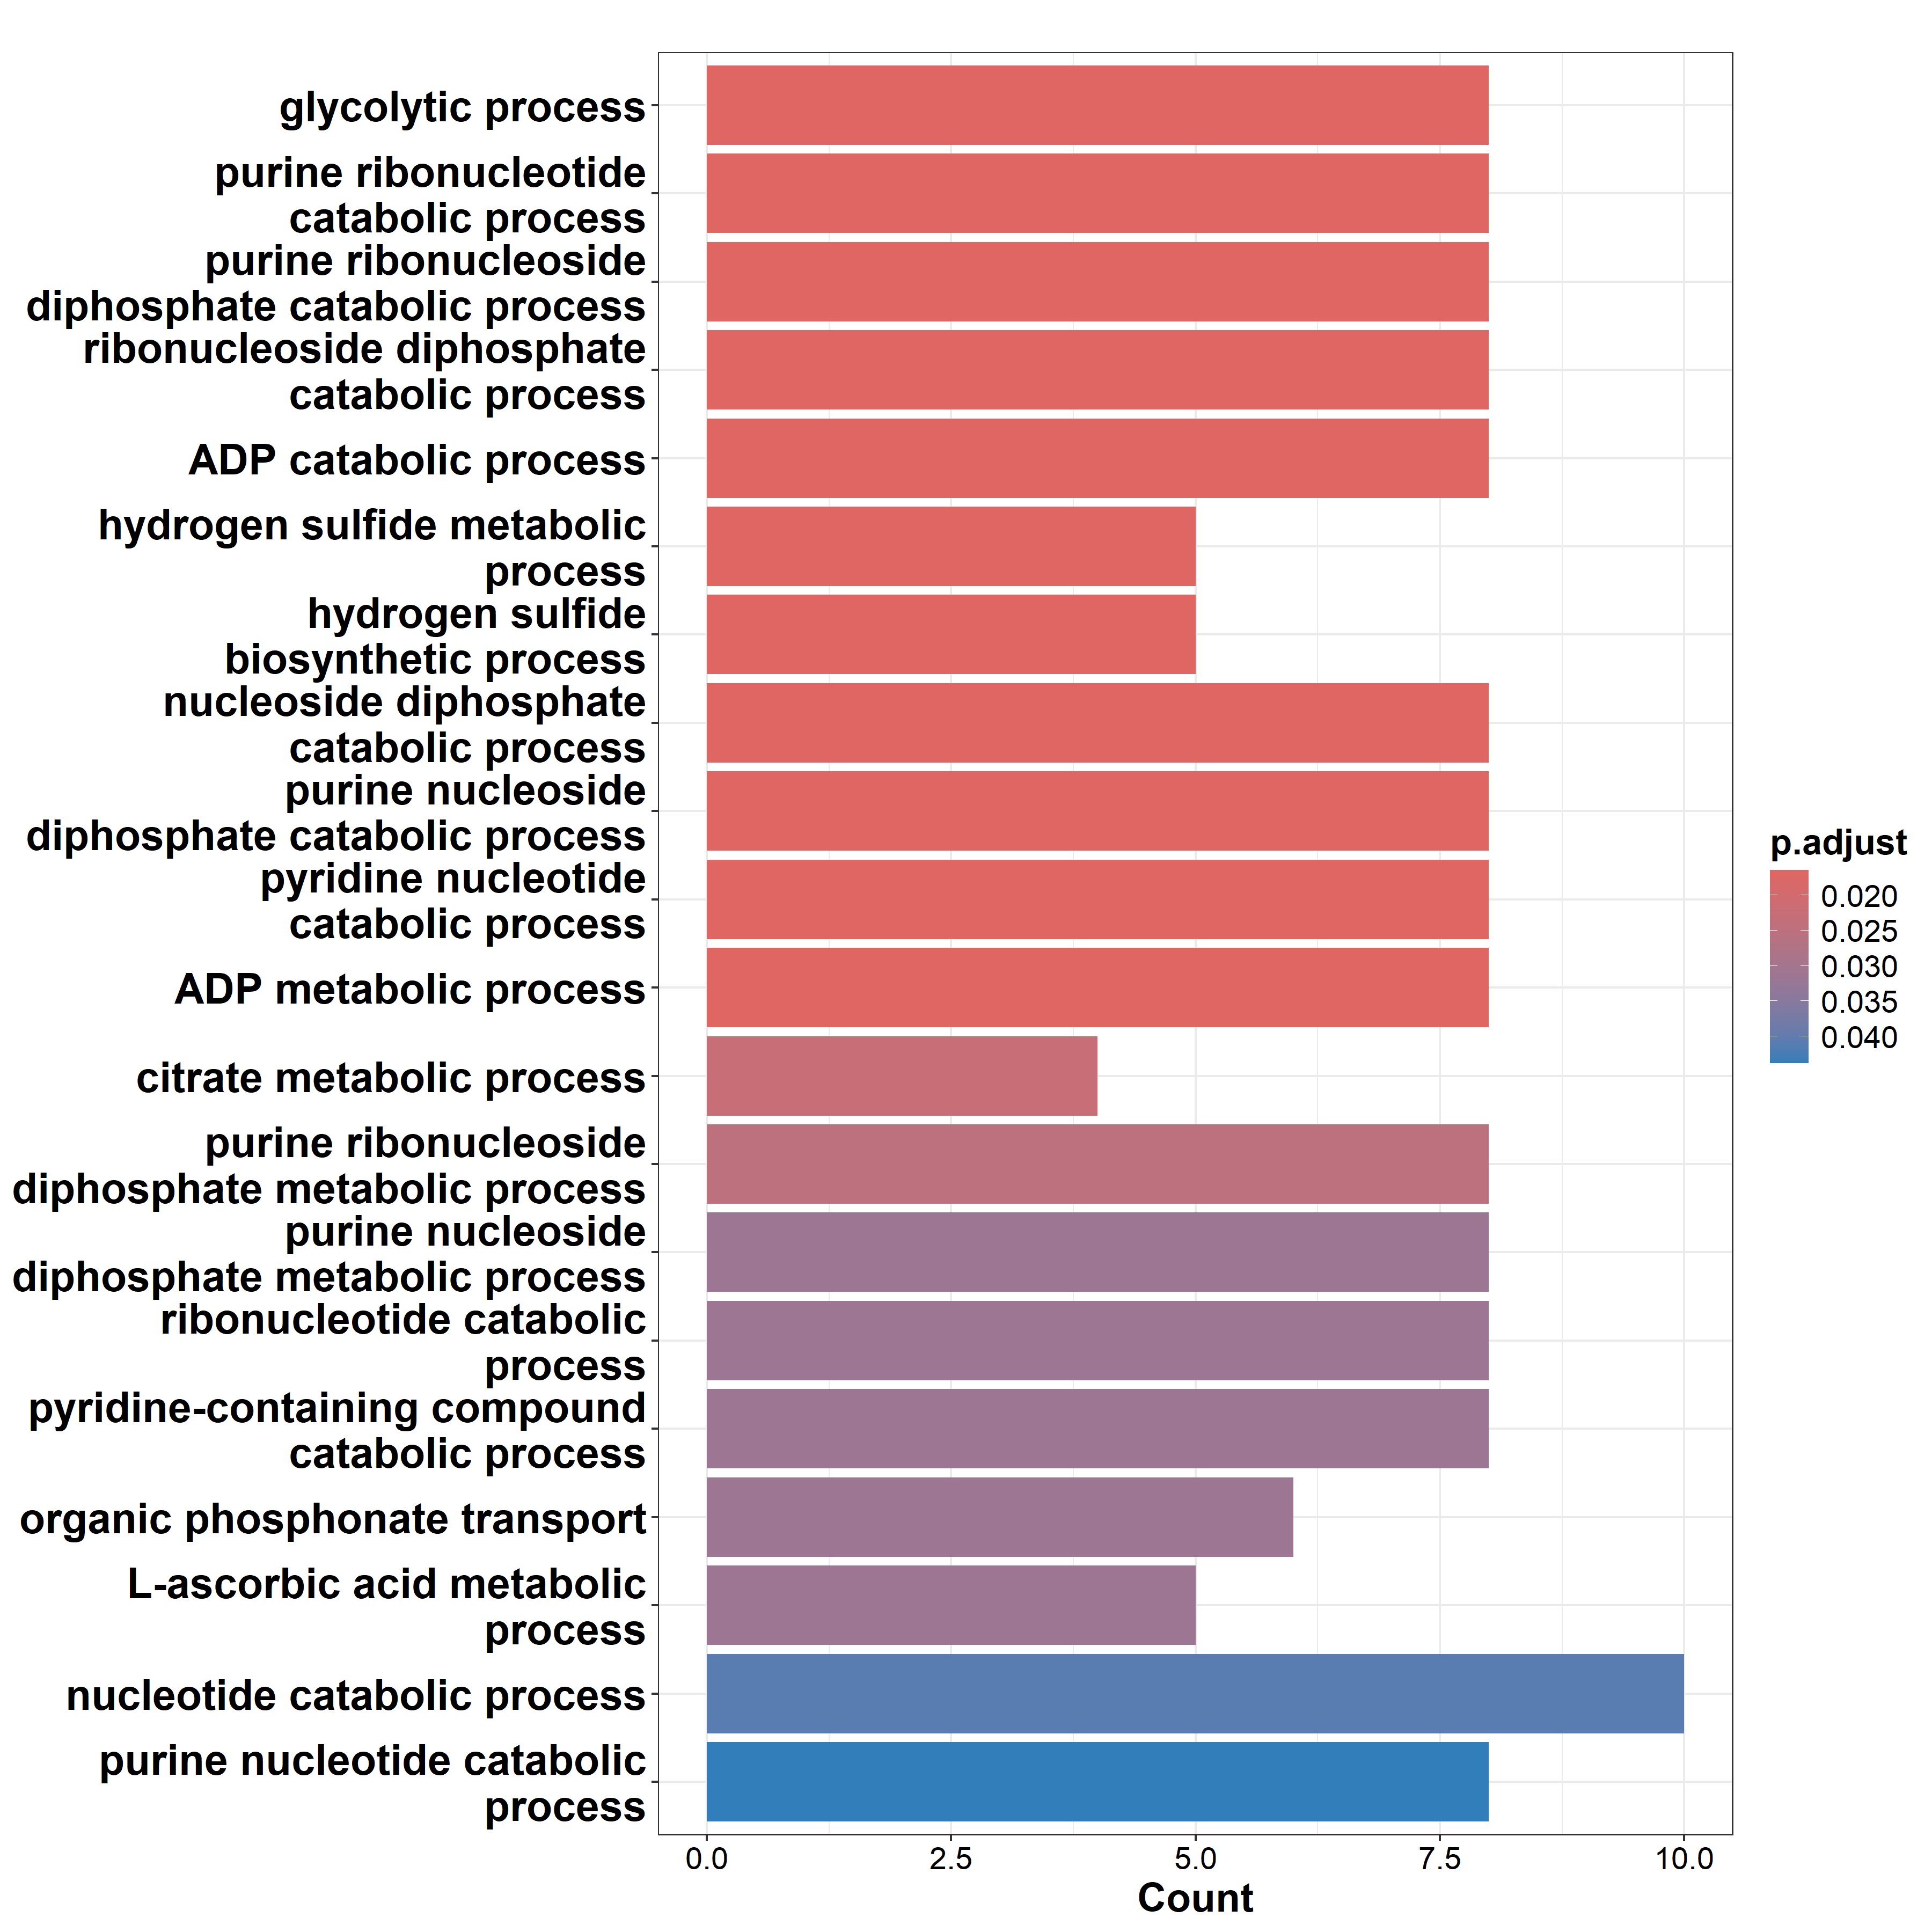 glycolytic process
purine ribonucleotide
catabolic process
purine ribonucleoside
diphosphate catabolic process
ribonucleoside diphosphate
catabolic process
ADP catabolic process
hydrogen sulfide metabolic
process
hydrogen sulfide
biosynthetic process
nucleoside diphosphate
catabolic process
purine nucleoside
diphosphate catabolic process
pyridine nucleotide
catabolic process
ADP metabolic process
citrate metabolic process
purine ribonucleoside
diphosphate metabolic process
purine nucleoside
diphosphate metabolic process
ribonucleotide catabolic
process
pyridine-containing compound
catabolic process
organic phosphonate transport
L-ascorbic acid metabolic
process
nucleotide catabolic process
purine nucleotide catabolic
process
0.0 2.5 5.0 7.5 10.0
Count
p.adjust
0.020
0.025
0.030
0.035
0.040